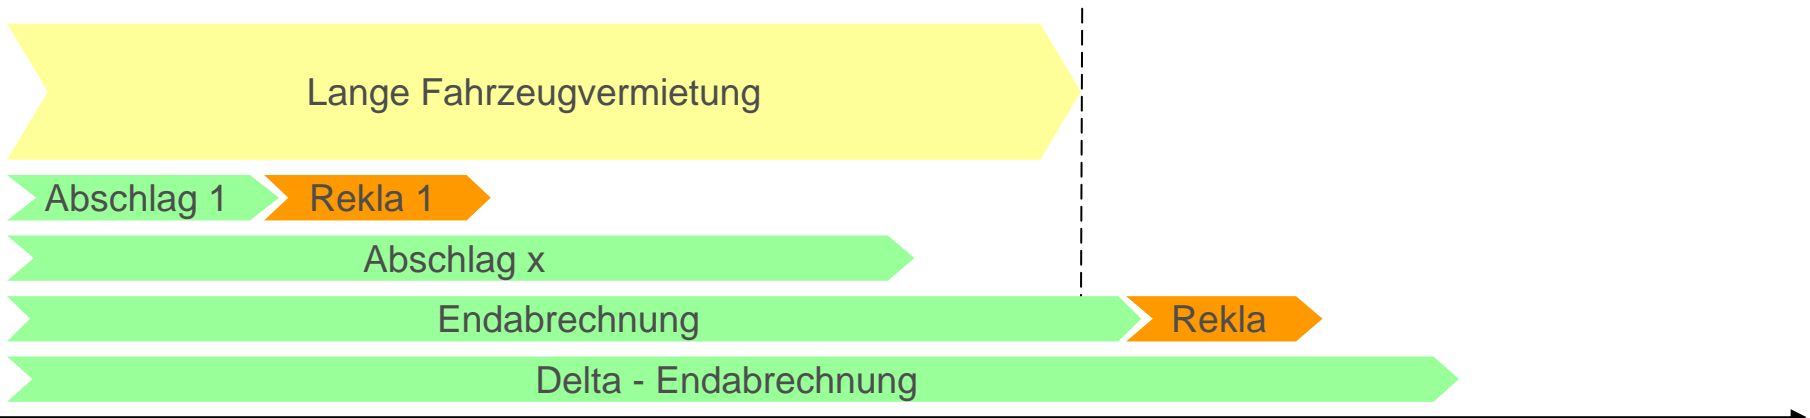 Lange Fahrzeugvermietung
Abschlag 1 Rekla 1
Abschlag x
Endabrechnung Rekla
Delta - Endabrechnung